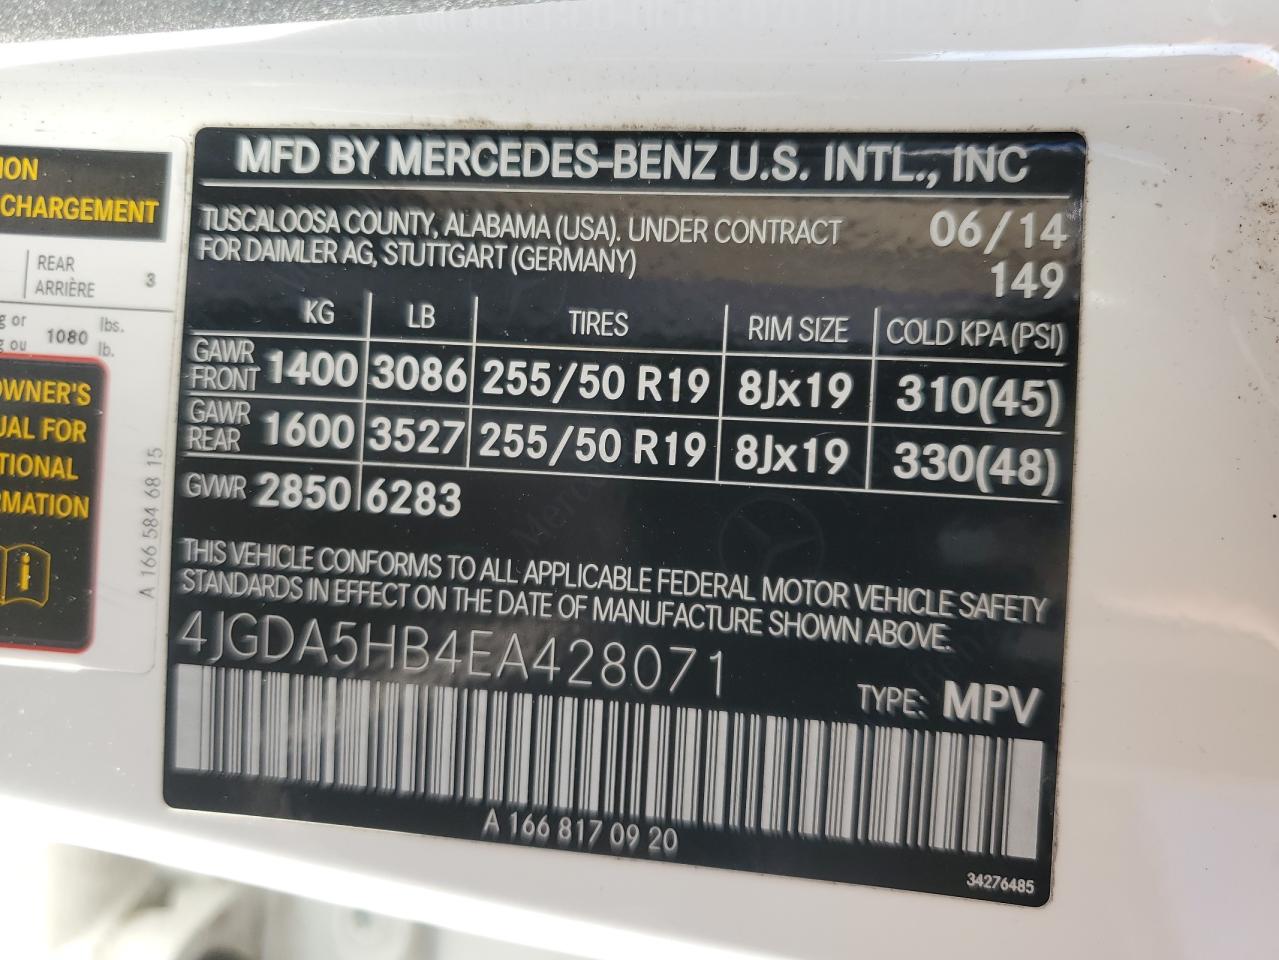 MFD BY MERCEDES-BENZ U.S. INTL., INC
TUSCALOOSA COUNTY, ALABAMA (USA). UNDER CONTRACT 06/14
FOR DAIMLER AG, STUTTGART (GERMANY) 149
KG LB TIRES RIM SIZE COLD KPA (PSI)
GAWR FRONT 1400 3086 255/50 R19 8Jx19 310(45)
GAWR REAR 1600 3527 255/50 R19 8Jx19 330(48)
GVWR 2850 6283
THIS VEHICLE CONFORMS TO ALL APPLICABLE FEDERAL MOTOR VEHICLE SAFETY
STANDARDS IN EFFECT ON THE DATE OF MANUFACTURE SHOWN ABOVE.
4JGDA5HB4EA428071
TYPE: MPV
A 166 817 09 20
34276485
ION
CHARGEMENT
REAR
ARRIÈRE 3
g or 1080 lbs.
g ou lb.
OWNER'S
UAL FOR
TIONAL
RMATION
A 166 584 68 15